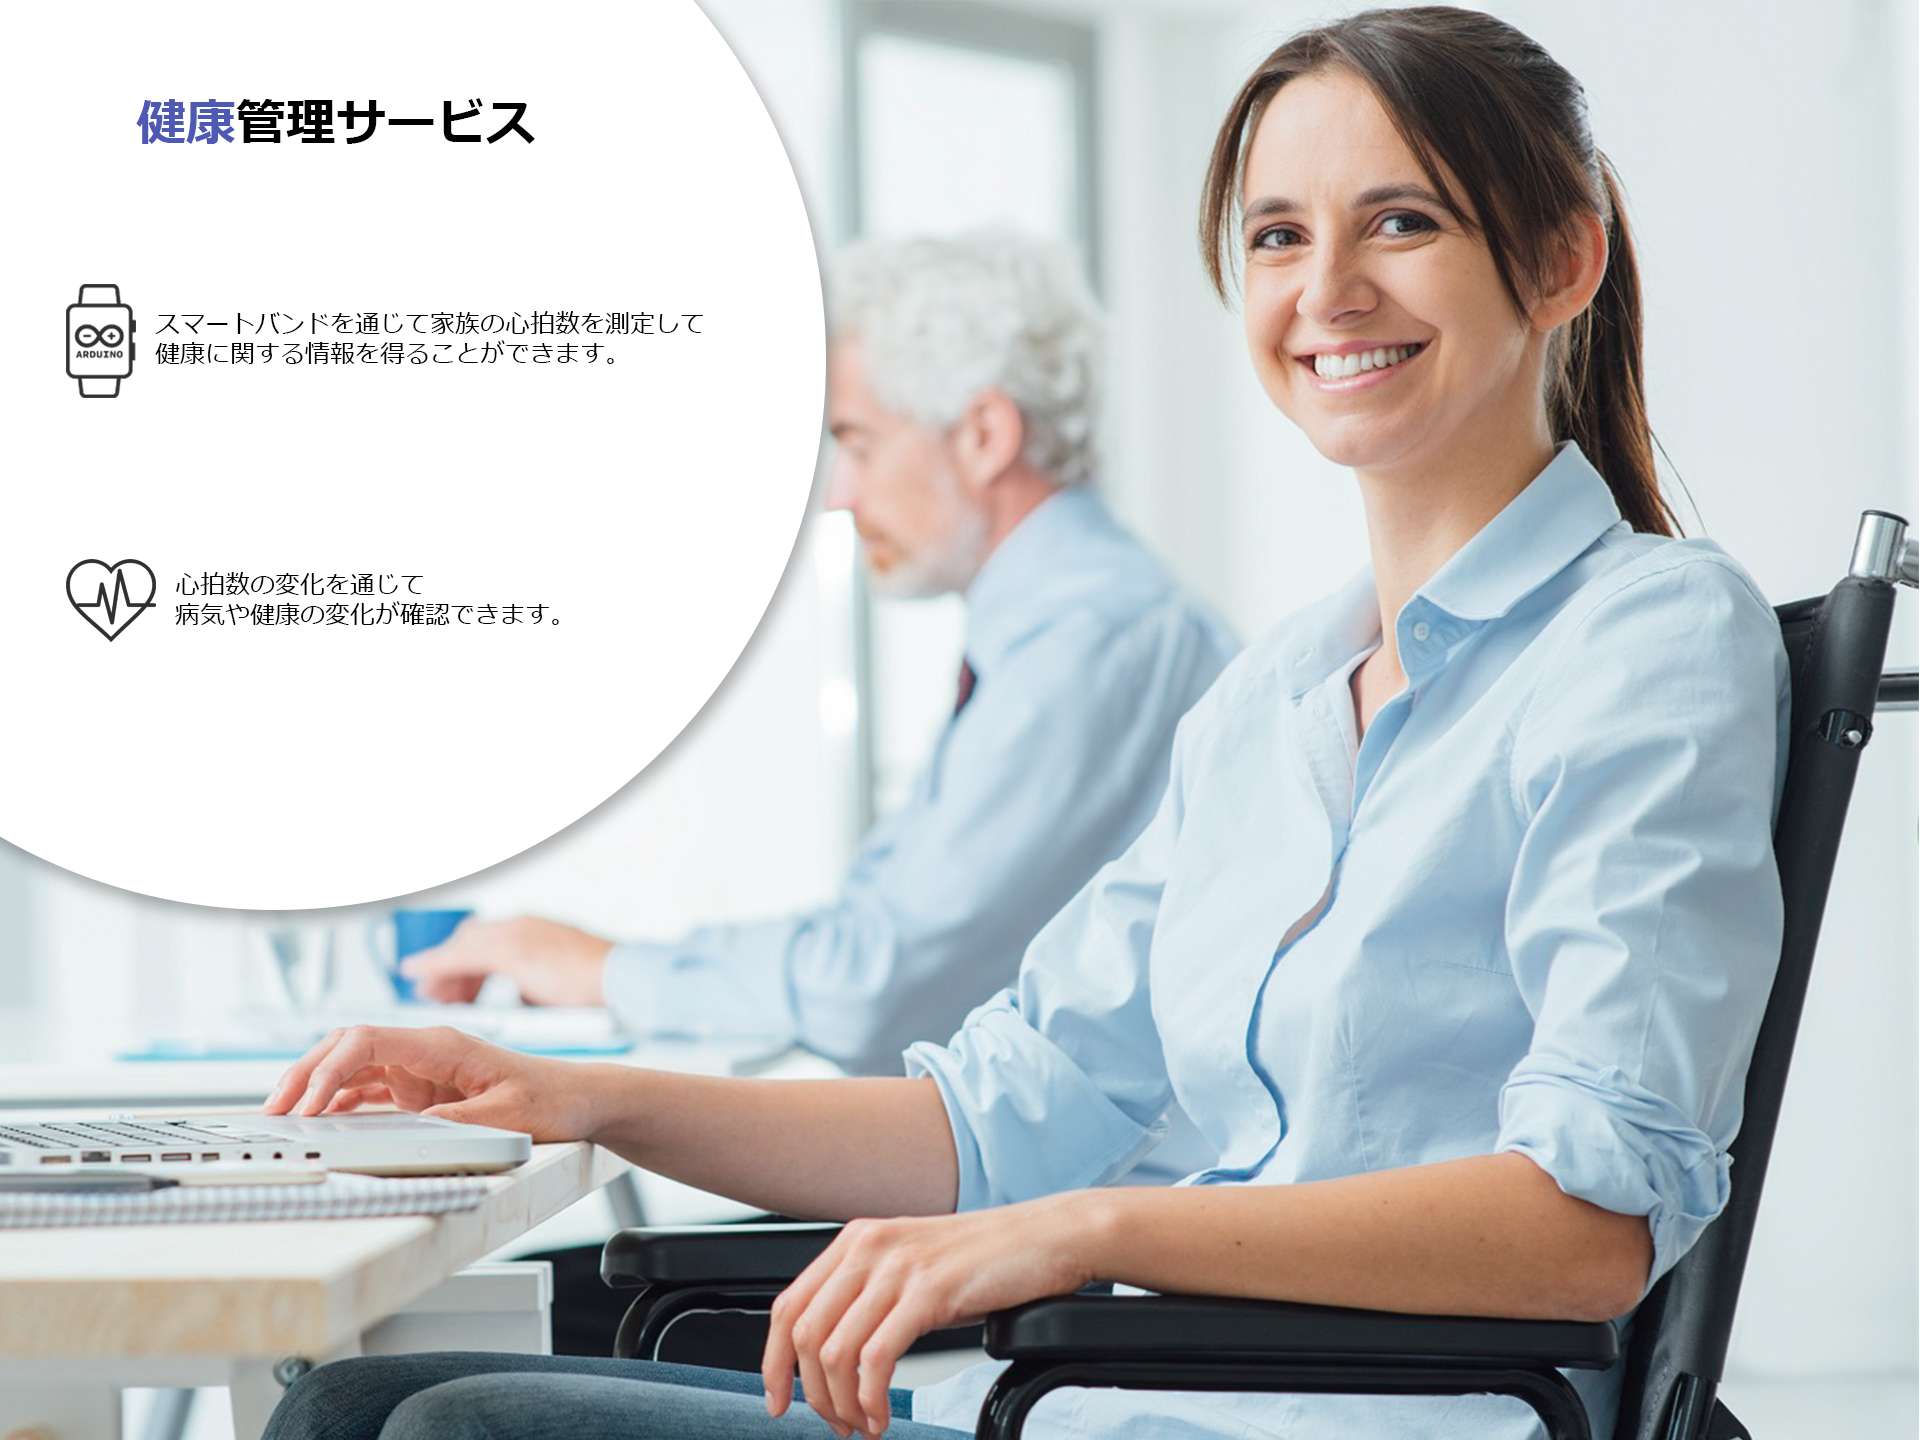 健康管理サービス
ARDUINO
スマートバンドを通じて家族の心拍数を測定して
健康に関する情報を得ることができます。
心拍数の変化を通じて
病気や健康の変化が確認できます。